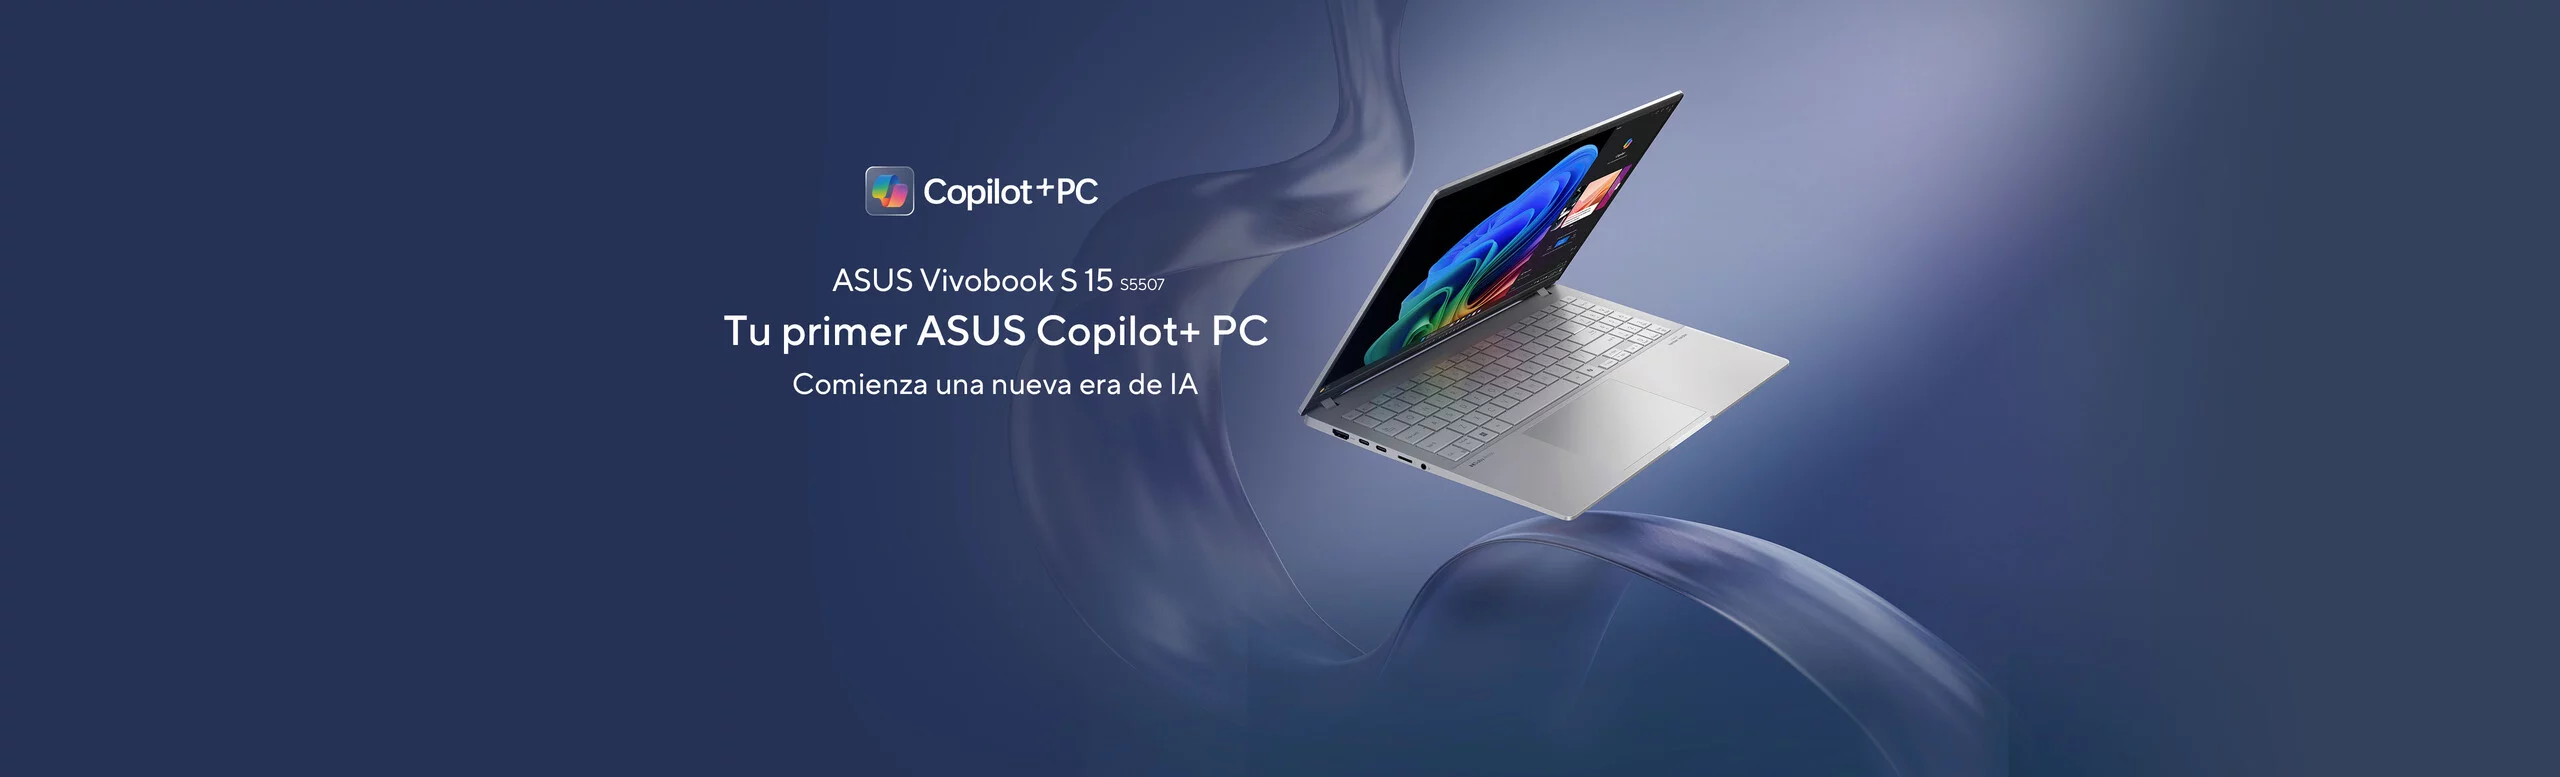 Copilot+PC
ASUS Vivobook S 15 S5507
Tu primer ASUS Copilot+ PC
Comienza una nueva era de IA